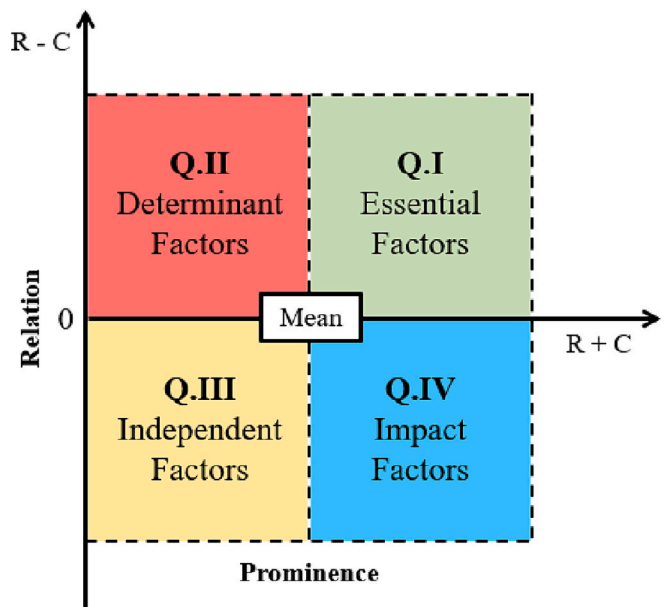 R - C
Q.II
Determinant
Factors
Q.I
Essential
Factors
Relation
0
Mean
R + C
Q.III
Independent
Factors
Q.IV
Impact
Factors
Prominence